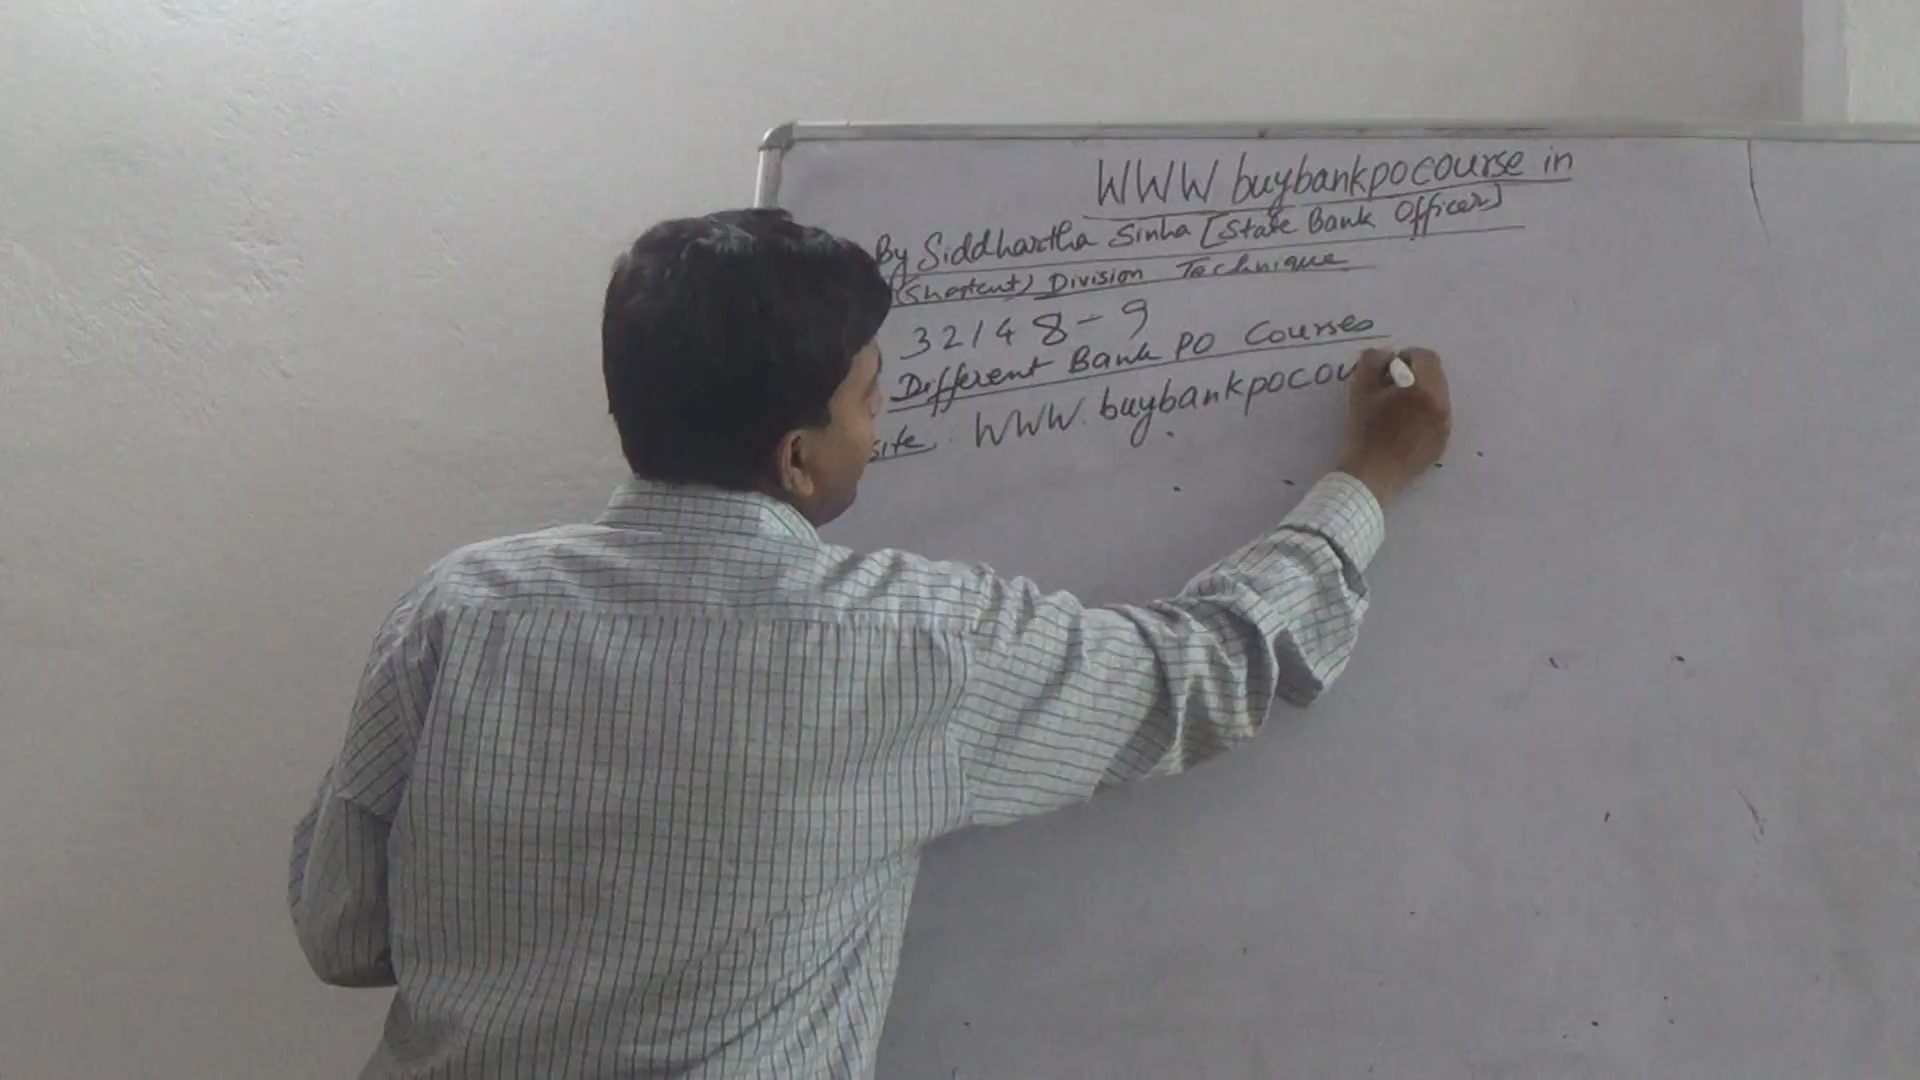 WWW buybankpocourse in
By Siddhartha Sinha [State Bank Officer]
(Shortcut) Division Technique
32148-9
Different Bank PO Courses
site. WWW. buybankpocou